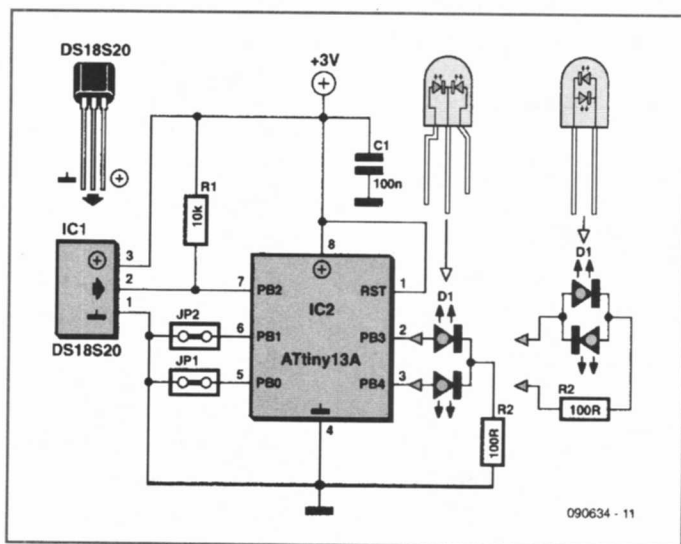 DS18S20
+3V
C1
100n
R1
10k
IC1
3
2
1
DS18S20
JP2
JP1
8
7
6
5
PB2
PB1
PB0
IC2
ATtiny13A
RST
PB3
PB4
1
2
3
4
D1
R2
100R
D1
R2
100R
090634 - 11